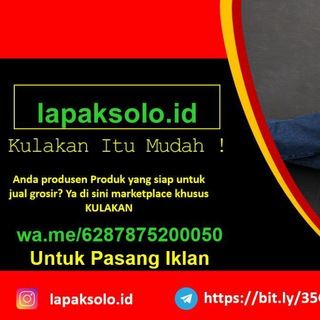 lapaksolo.id
Kulakan Itu Mudah !
Anda produsen Produk yang siap untuk
jual grosir? Ya di sini marketplace khusus
KULAKAN
wa.me/6287875200050
Untuk Pasang Iklan
lapaksolo.id https://bit.ly/356